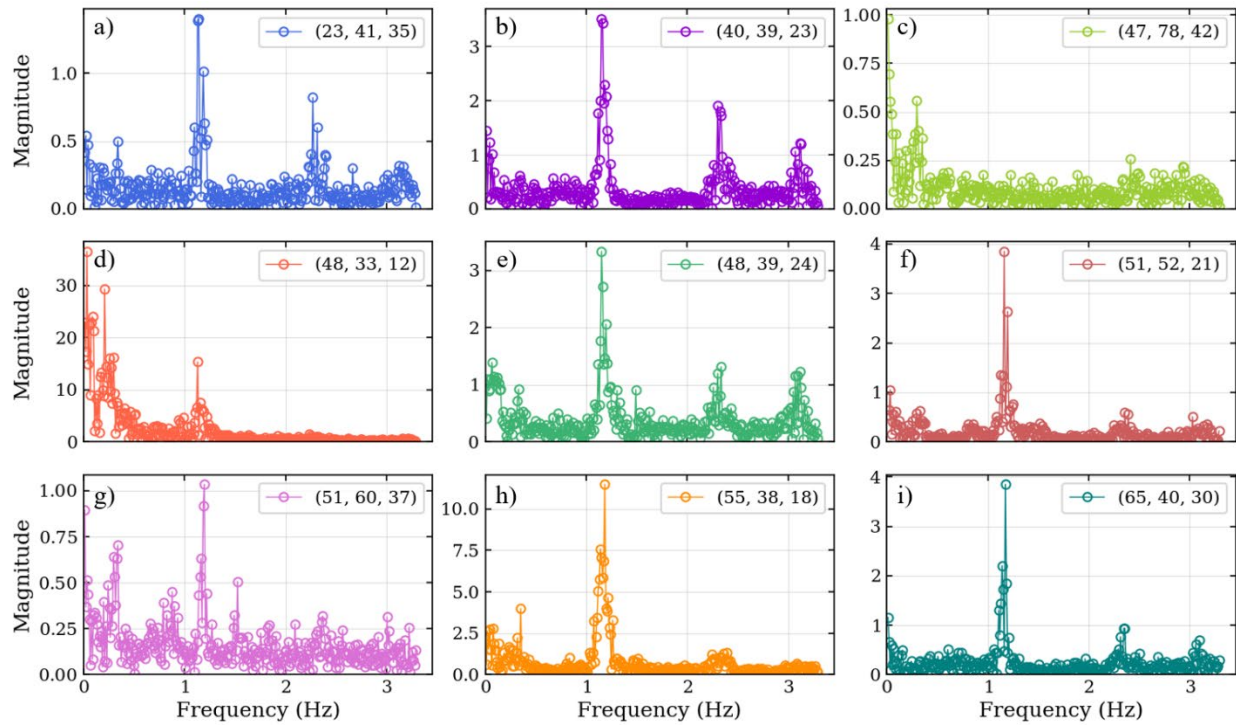 a) (23, 41, 35)
b) (40, 39, 23)
c) (47, 78, 42)
Magnitude
1.0
0.5
0.0
3
2
1
0
1.00
0.75
0.50
0.25
0.00
d) (48, 33, 12)
e) (48, 39, 24)
f) (51, 52, 21)
Magnitude
30
20
10
0
3
2
1
0
4
3
2
1
0
g) (51, 60, 37)
h) (55, 38, 18)
i) (65, 40, 30)
Magnitude
1.00
0.75
0.50
0.25
0.00
10.0
7.5
5.0
2.5
0.0
4
3
2
1
0
0 1 2 3
0 1 2 3
0 1 2 3
Frequency (Hz)
Frequency (Hz)
Frequency (Hz)